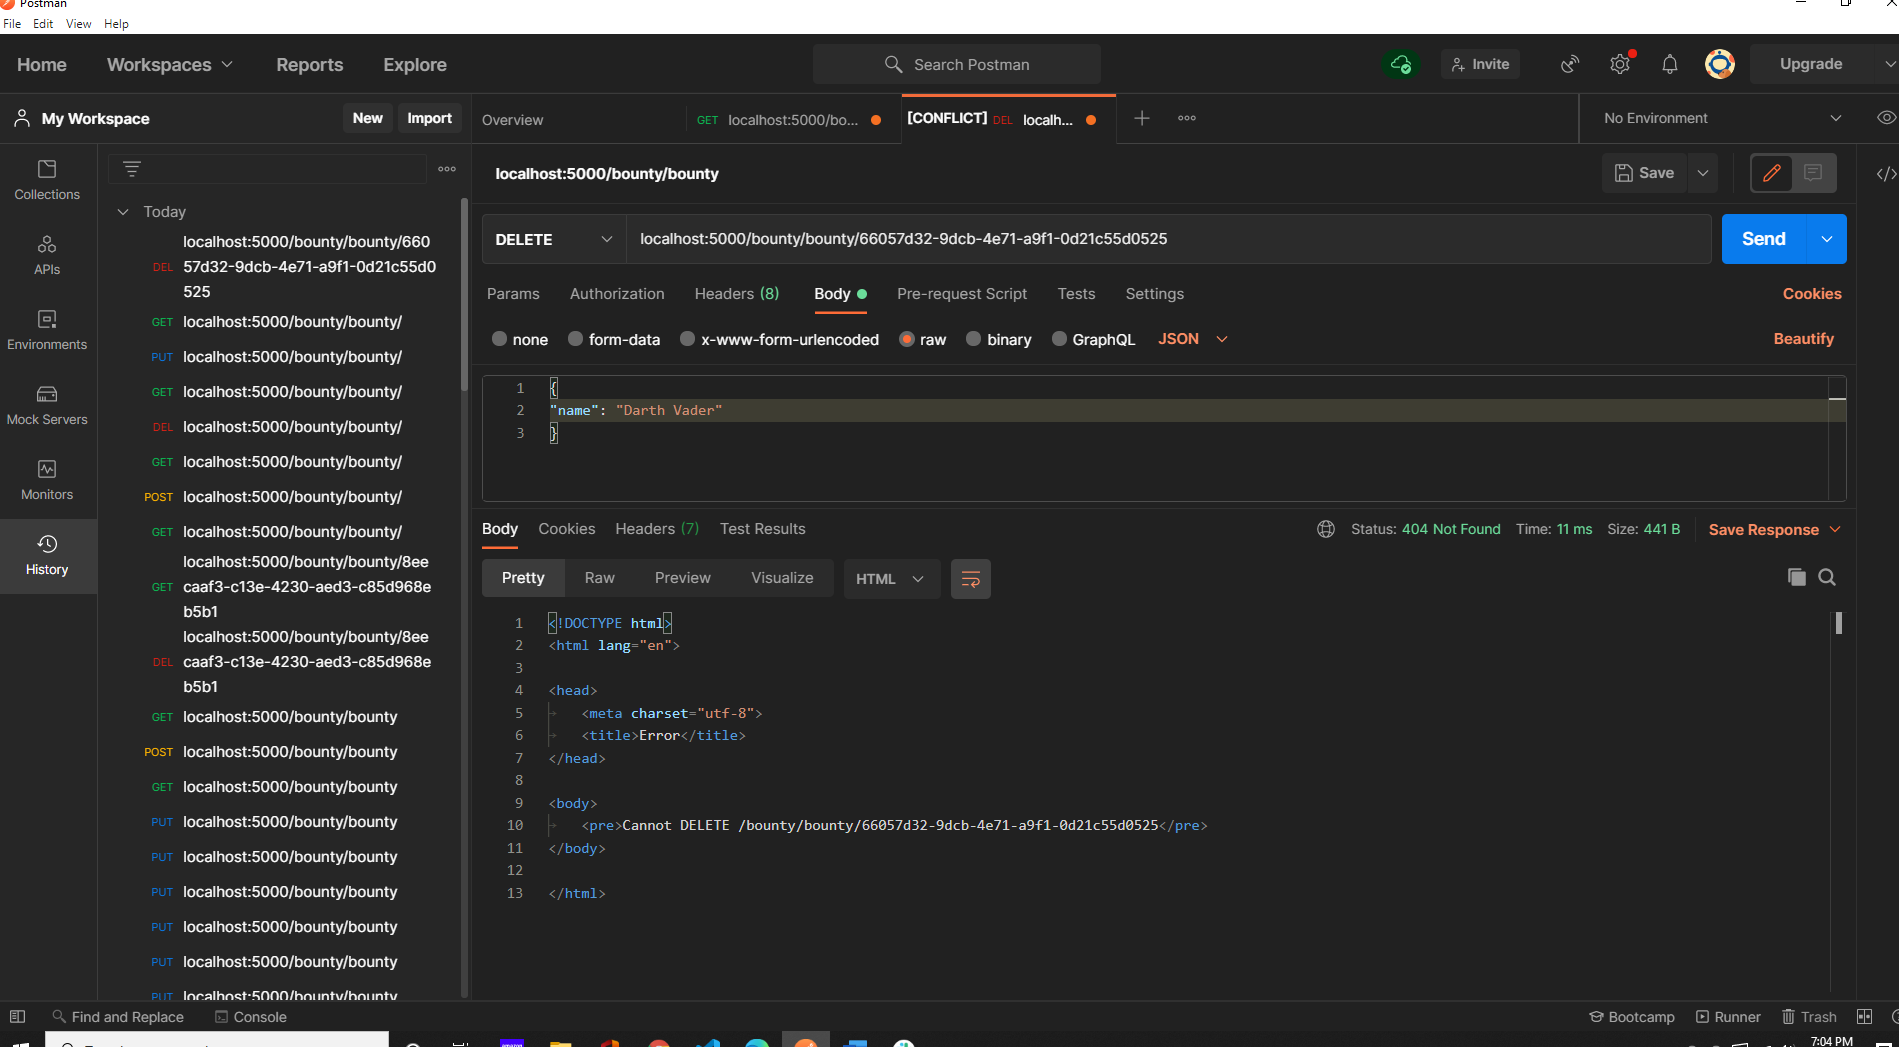 Postman
File Edit View Help
Home Workspaces Reports Explore Search Postman Invite Upgrade
My Workspace New Import Overview GET localhost:5000/bo... [CONFLICT] DEL localh... No Environment
localhost:5000/bounty/bounty Save
Collections
APIs
Environments
Mock Servers
Monitors
History
Today
localhost:5000/bounty/bounty/660
DEL 57d32-9dcb-4e71-a9f1-0d21c55d0
525
GET localhost:5000/bounty/bounty/
PUT localhost:5000/bounty/bounty/
GET localhost:5000/bounty/bounty/
DEL localhost:5000/bounty/bounty/
GET localhost:5000/bounty/bounty/
POST localhost:5000/bounty/bounty/
GET localhost:5000/bounty/bounty/
localhost:5000/bounty/bounty/8ee
GET caaf3-c13e-4230-aed3-c85d968e
b5b1
localhost:5000/bounty/bounty/8ee
DEL caaf3-c13e-4230-aed3-c85d968e
b5b1
GET localhost:5000/bounty/bounty
POST localhost:5000/bounty/bounty
GET localhost:5000/bounty/bounty
PUT localhost:5000/bounty/bounty
PUT localhost:5000/bounty/bounty
PUT localhost:5000/bounty/bounty
PUT localhost:5000/bounty/bounty
PUT localhost:5000/bounty/bounty
PUT localhost:5000/bounty/bounty
DELETE localhost:5000/bounty/bounty/66057d32-9dcb-4e71-a9f1-0d21c55d0525 Send
Params Authorization Headers (8) Body Pre-request Script Tests Settings Cookies
none form-data x-www-form-urlencoded raw binary GraphQL JSON Beautify
1 {
2 "name": "Darth Vader"
3 }
Body Cookies Headers (7) Test Results Status: 404 Not Found Time: 11 ms Size: 441 B Save Response
Pretty Raw Preview Visualize HTML
1 <!DOCTYPE html>
2 <html lang="en">
3
4 <head>
5 <meta charset="utf-8">
6 <title>Error</title>
7 </head>
8
9 <body>
10 <pre>Cannot DELETE /bounty/bounty/66057d32-9dcb-4e71-a9f1-0d21c55d0525</pre>
11 </body>
12
13 </html>
Find and Replace Console Bootcamp Runner Trash
amazon 7:04 PM